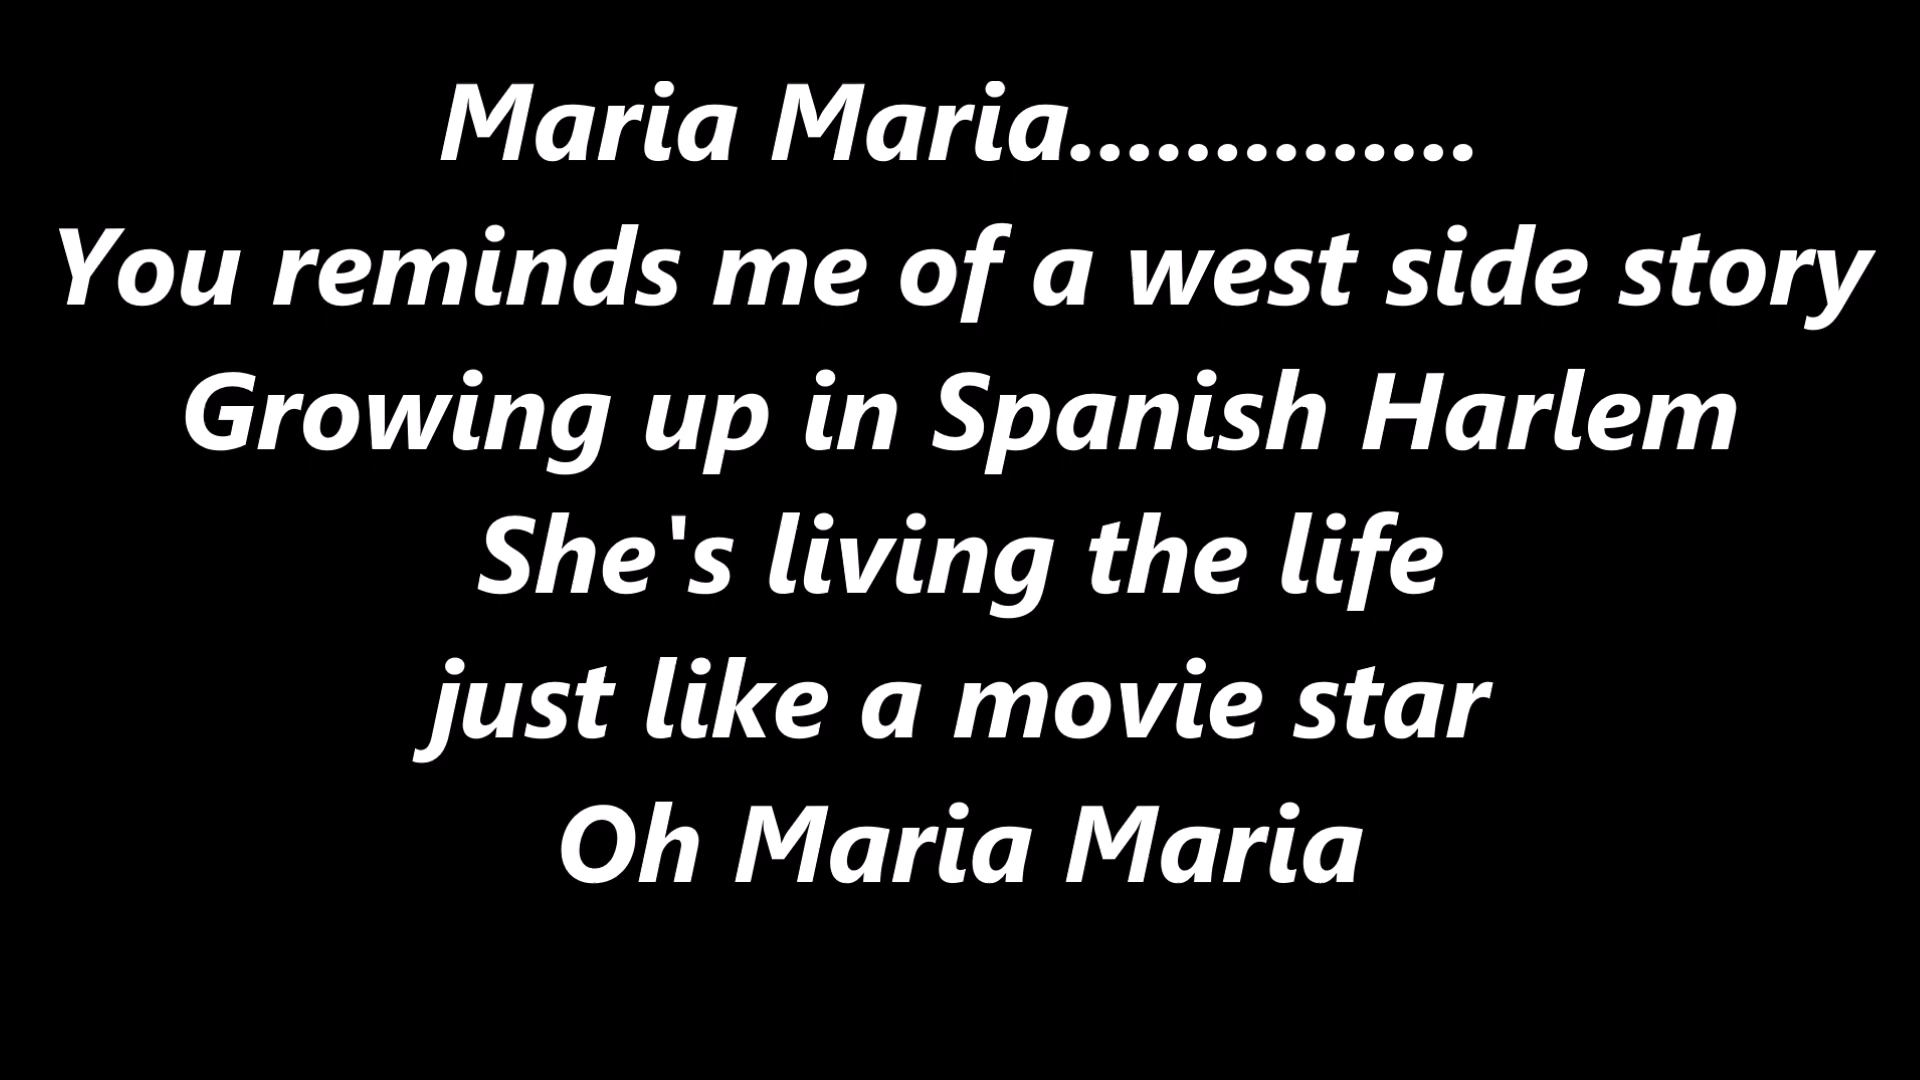 Maria Maria..............
You reminds me of a west side story
Growing up in Spanish Harlem
She's living the life
just like a movie star
Oh Maria Maria